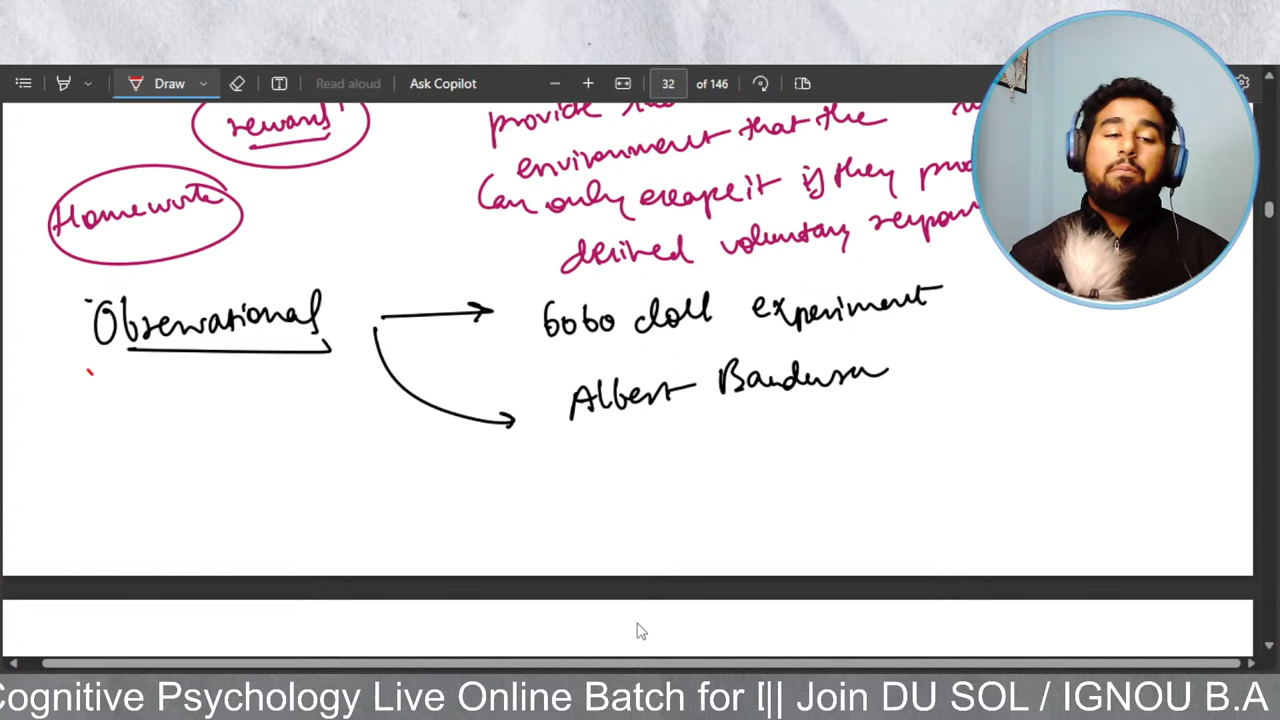 Draw
Read aloud
Ask Copilot
32
of 146
reward
provide
environment that the
Homework
Can only escape it if they
desired voluntary
Observational
bobo doll experiment
Albert Bandura
Cognitive Psychology Live Online Batch for [|| Join DU SOL / IGNOU B.A